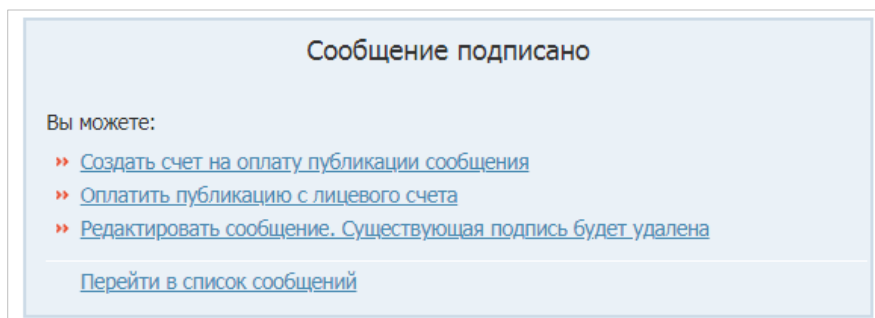 Сообщение подписано
Вы можете:
Создать счет на оплату публикации сообщения
Оплатить публикацию с лицевого счета
Редактировать сообщение. Существующая подпись будет удалена
Перейти в список сообщений